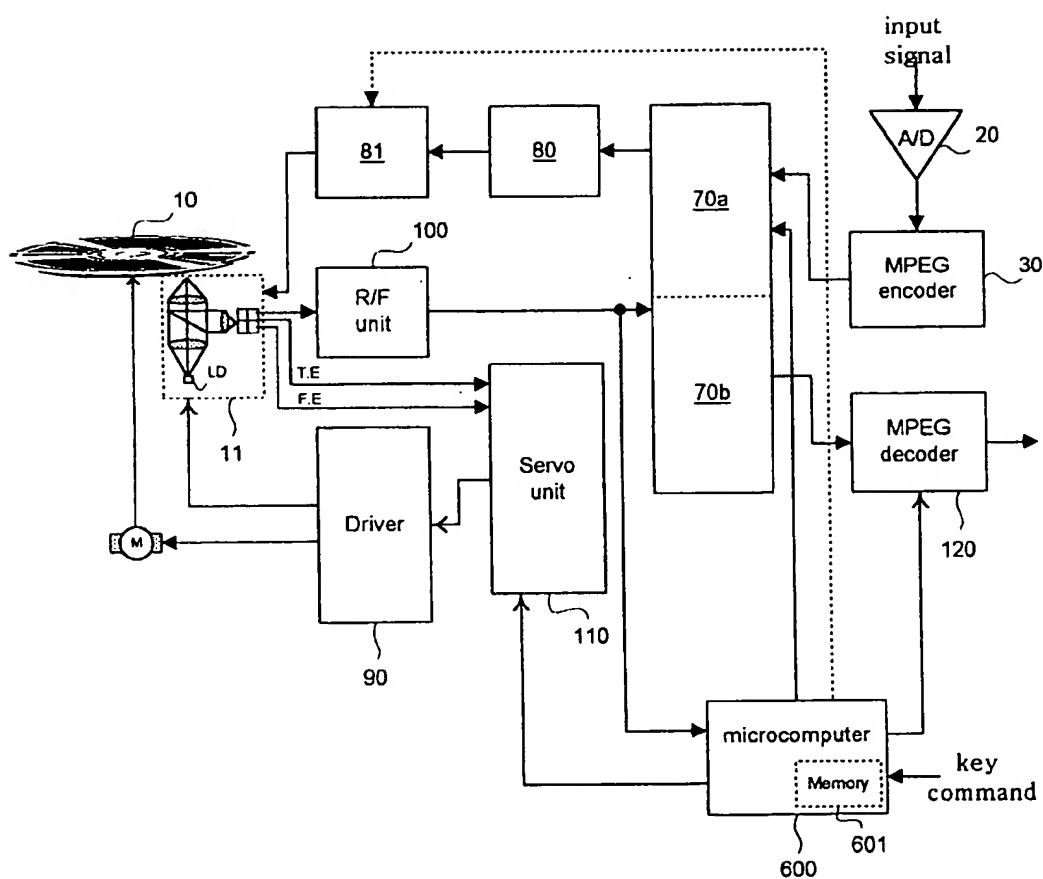 input
signal
A/D
20
81
80
70a
10
100
MPEG
encoder
30
R/F
unit
LD
T.E
F.E
70b
11
MPEG
decoder
Servo
unit
Driver
M
120
110
90
microcomputer
Memory
key
command
601
600